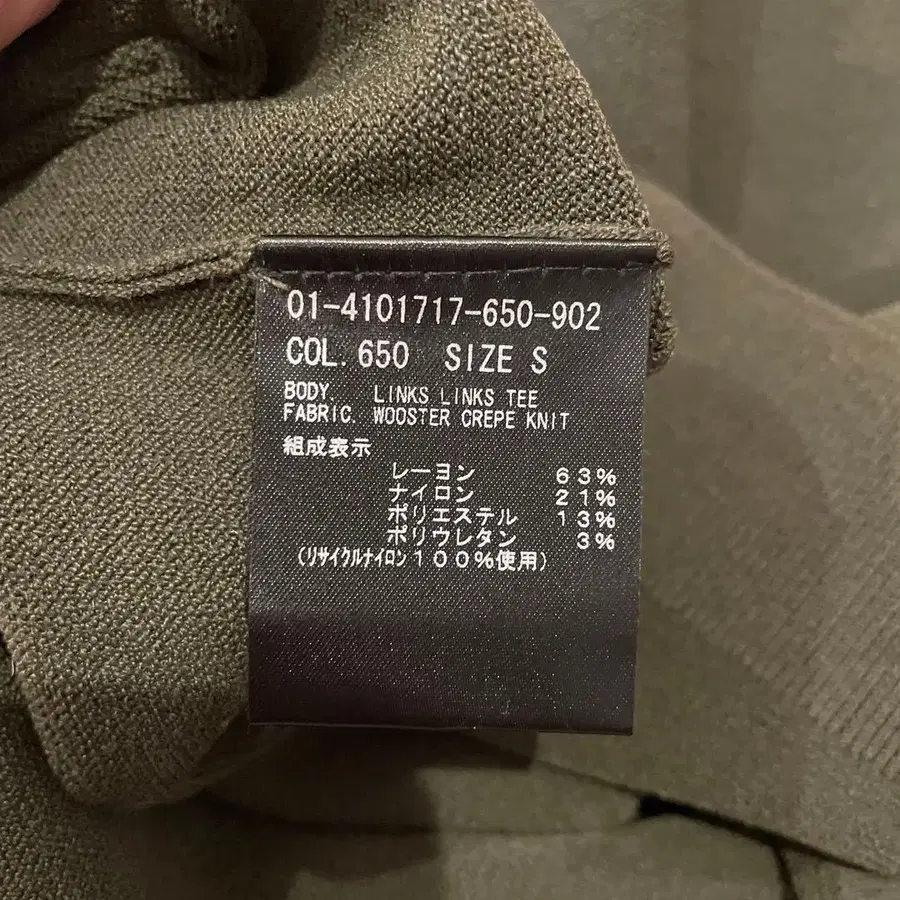 01-4101717-650-902
COL. 650 SIZE S
BODY. LINKS LINKS TEE
FABRIC. WOOSTER CREPE KNIT
組成表示
レーヨン 63%
ナイロン 21%
ポリエステル 13%
ポリウレタン 3%
(リサイクルナイロン100%使用)